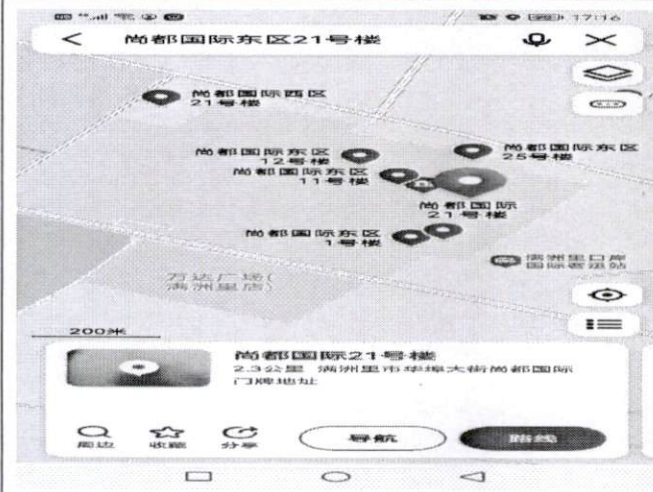 17:16
尚都国际东区21号楼
尚都国际西区
21号楼
尚都国际东区
12号楼
尚都国际东区
25号楼
尚都国际东区
11号楼
尚都国际
21号楼
尚都国际东区
1号楼
满洲里口岸
国际客运站
万达广场(
满洲里店)
200米
尚都国际21号楼
2.3公里 满洲里市华埠大街尚都国际
门牌地址
周边
收藏
分享
导航
路线